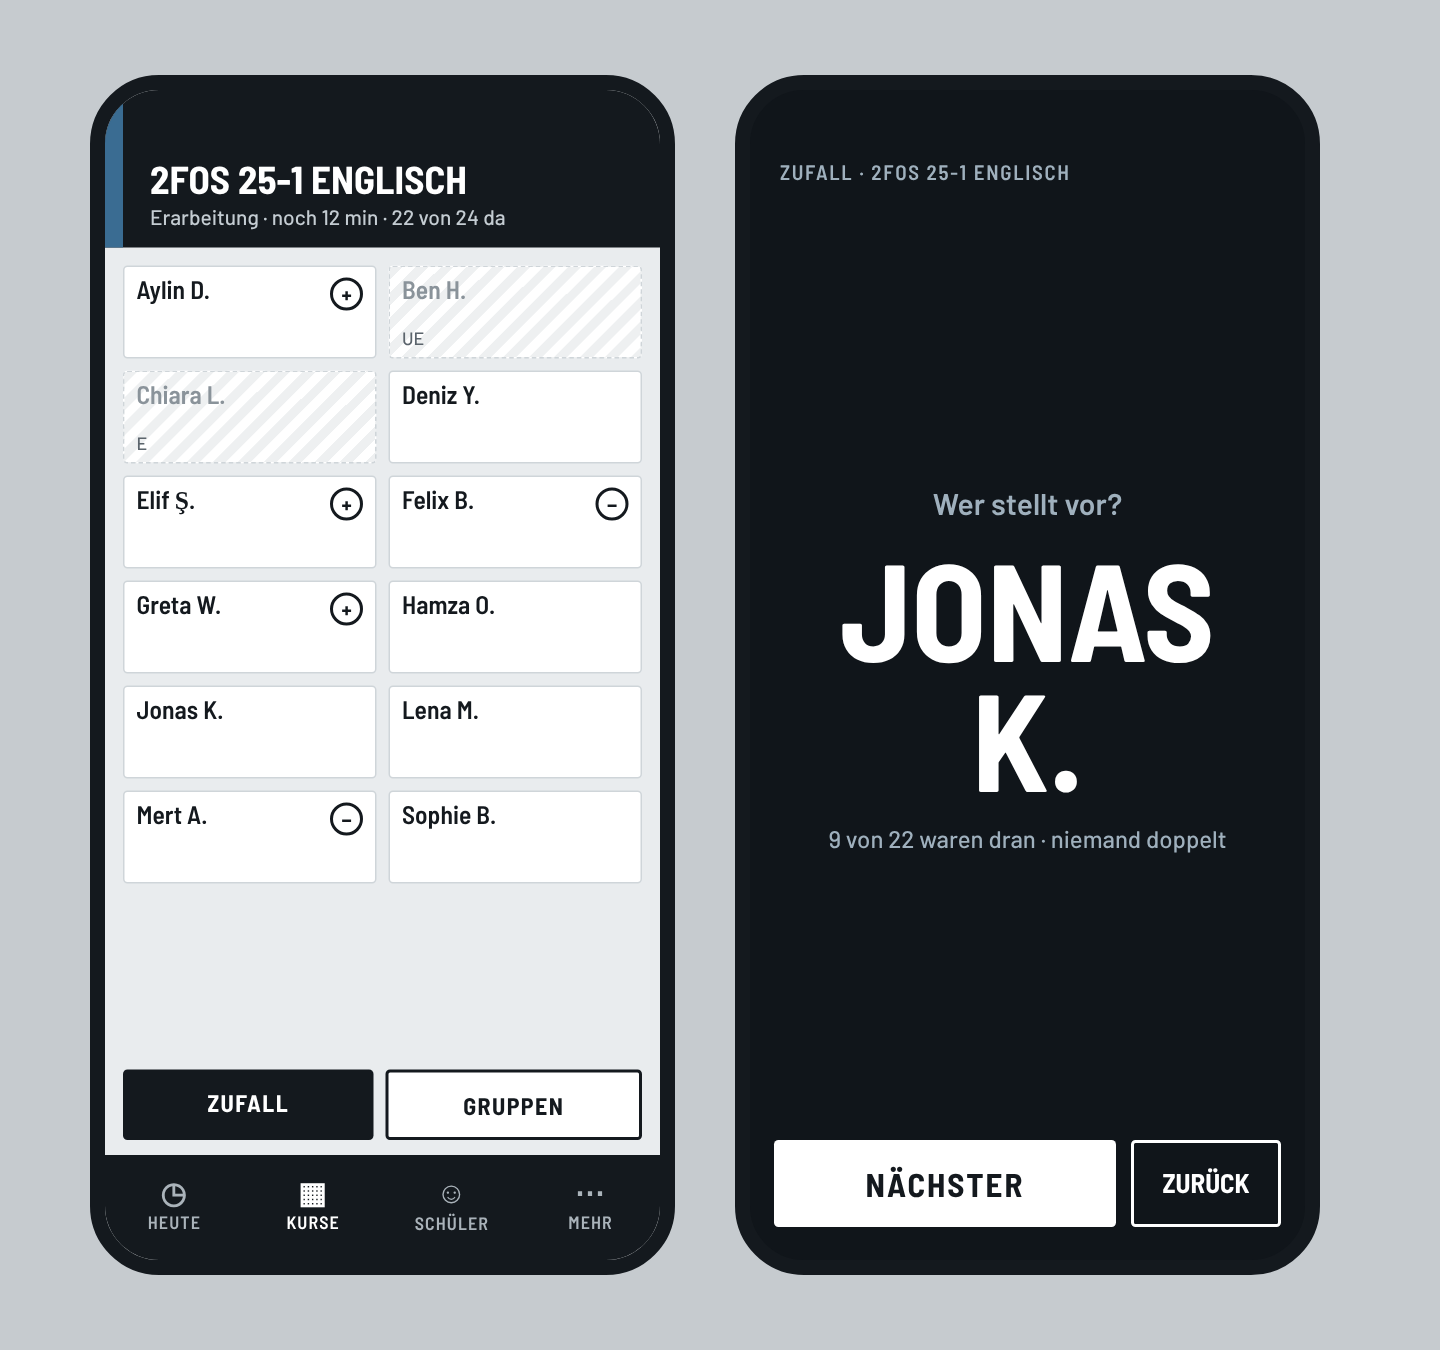 2FOS 25-1 ENGLISCH
Erarbeitung · noch 12 min · 22 von 24 da
Aylin D. +
Ben H.
UE
Chiara L.
E
Deniz Y.
Elif Ş. +
Felix B. −
Greta W. +
Hamza O.
Jonas K.
Lena M.
Mert A. −
Sophie B.
ZUFALL
GRUPPEN
HEUTE
KURSE
SCHÜLER
MEHR
ZUFALL · 2FOS 25-1 ENGLISCH
Wer stellt vor?
JONAS
K.
9 von 22 waren dran · niemand doppelt
NÄCHSTER
ZURÜCK